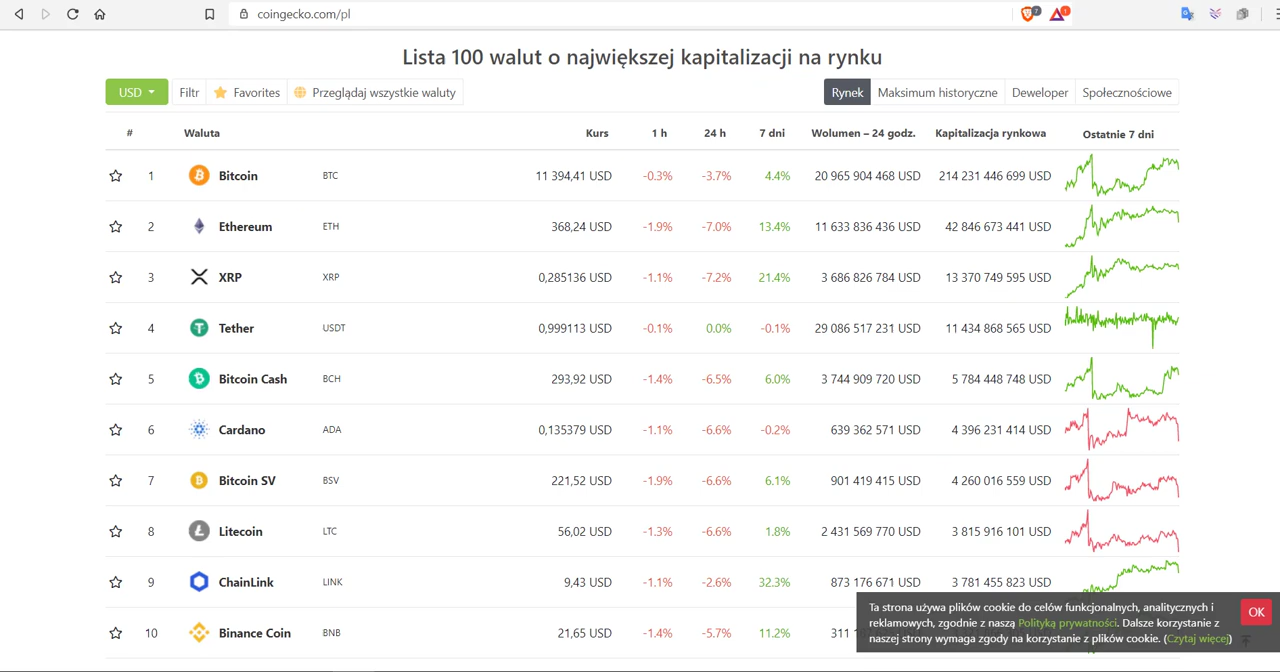 coingecko.com/pl
7
1
Lista 100 walut o największej kapitalizacji na rynku
USD Filtr Favorites Przeglądaj wszystkie waluty Rynek Maksimum historyczne Deweloper Społecznościowe
# Waluta Kurs 1 h 24 h 7 dni Wolumen – 24 godz. Kapitalizacja rynkowa Ostatnie 7 dni
1 Bitcoin BTC 11 394,41 USD -0.3% -3.7% 4.4% 20 965 904 468 USD 214 231 446 699 USD
2 Ethereum ETH 368,24 USD -1.9% -7.0% 13.4% 11 633 836 436 USD 42 846 673 441 USD
3 XRP XRP 0,285136 USD -1.1% -7.2% 21.4% 3 686 826 784 USD 13 370 749 595 USD
4 Tether USDT 0,999113 USD -0.1% 0.0% -0.1% 29 086 517 231 USD 11 434 868 565 USD
5 Bitcoin Cash BCH 293,92 USD -1.4% -6.5% 6.0% 3 744 909 720 USD 5 784 448 748 USD
6 Cardano ADA 0,135379 USD -1.1% -6.6% -0.2% 639 362 571 USD 4 396 231 414 USD
7 Bitcoin SV BSV 221,52 USD -1.9% -6.6% 6.1% 901 419 415 USD 4 260 016 559 USD
8 Litecoin LTC 56,02 USD -1.3% -6.6% 1.8% 2 431 569 770 USD 3 815 916 101 USD
9 ChainLink LINK 9,43 USD -1.1% -2.6% 32.3% 873 176 671 USD 3 781 455 823 USD
10 Binance Coin BNB 21,65 USD -1.4% -5.7% 11.2%
Ta strona używa plików cookie do celów funkcjonalnych, analitycznych i
reklamowych, zgodnie z naszą Polityką prywatności. Dalsze korzystanie z
naszej strony wymaga zgody na korzystanie z plików cookie. (Czytaj więcej)
OK